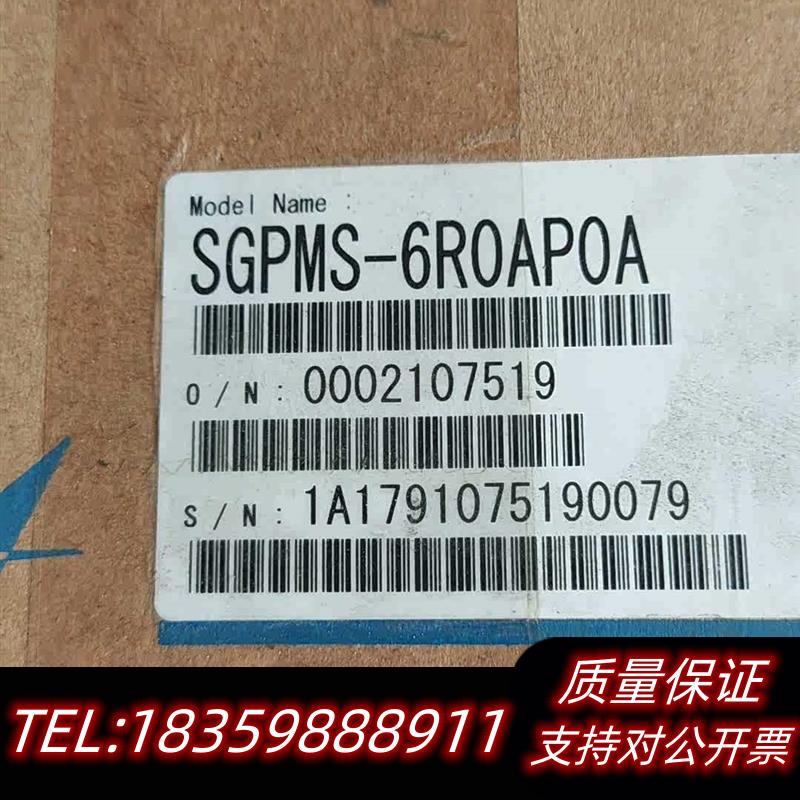 Model Name :
SGPMS-6R0AP0A
O/N: 0002107519
S/N: 1A1791075190079
质量保证
TEL:18359888911
支持对公开票